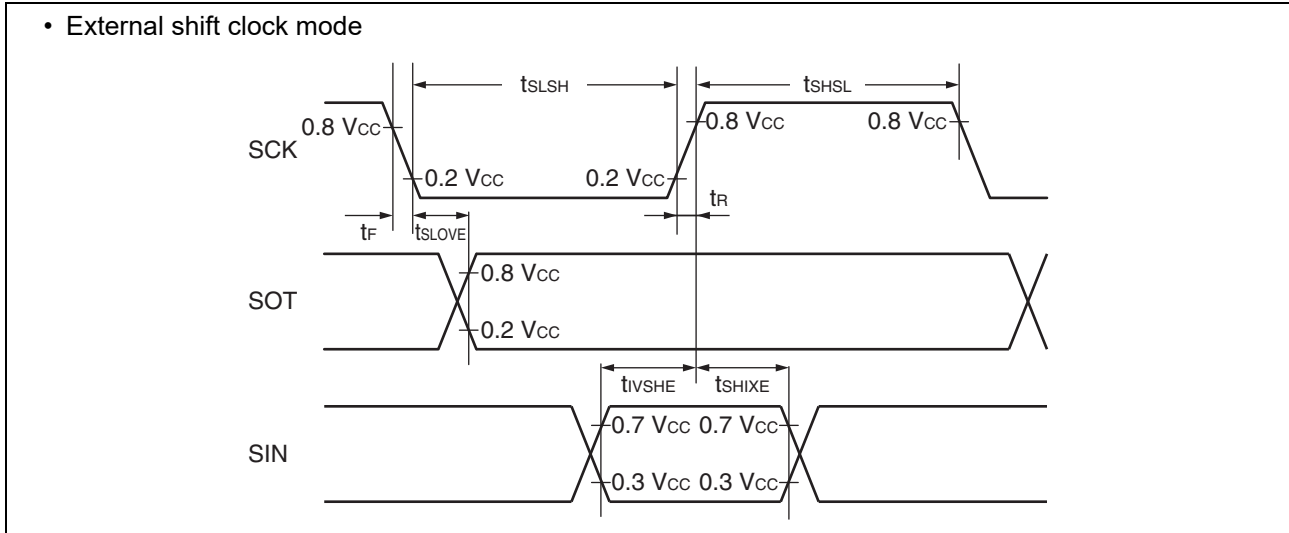 • External shift clock mode
tSLSH tSHSL
0.8 VCC 0.8 VCC 0.8 VCC
SCK
0.2 VCC 0.2 VCC
tR
tF tSLOVE
0.8 VCC
SOT
0.2 VCC
tIVSHE tSHIXE
0.7 VCC 0.7 VCC
SIN
0.3 VCC 0.3 VCC